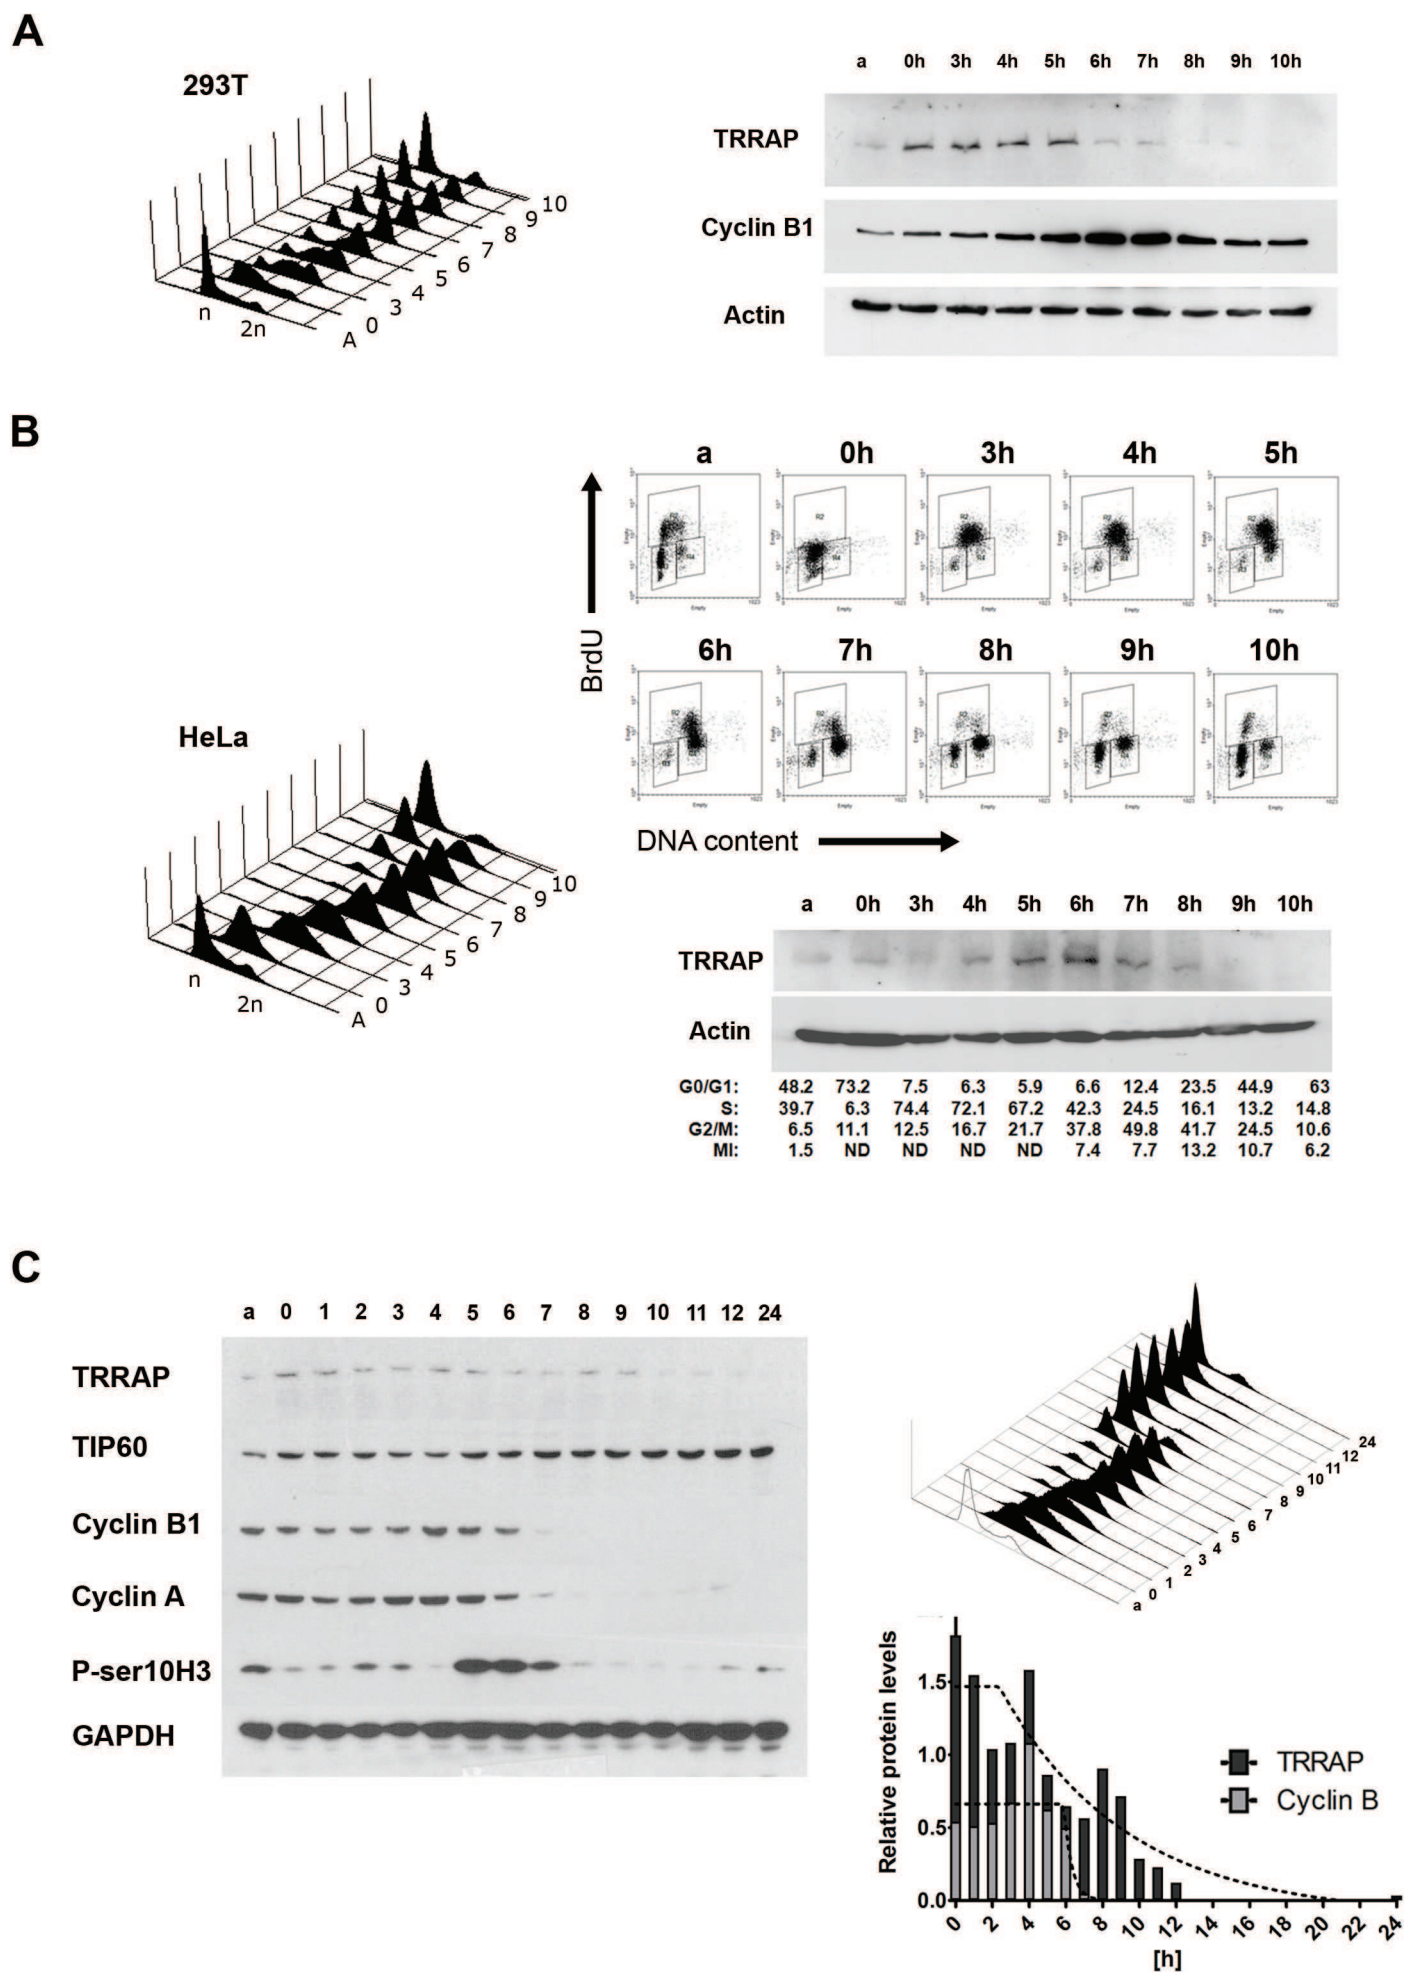 A
293T
n
2n
A 0 3 4 5 6 7 8 9 10
a 0h 3h 4h 5h 6h 7h 8h 9h 10h
TRRAP
Cyclin B1
Actin
B
a 0h 3h 4h 5h
6h 7h 8h 9h 10h
BrdU
DNA content
HeLa
n
2n
A 0 3 4 5 6 7 8 9 10
a 0h 3h 4h 5h 6h 7h 8h 9h 10h
TRRAP
Actin
G0/G1: 48.2 73.2 7.5 6.3 5.9 6.6 12.4 23.5 44.9 63
S: 39.7 6.3 74.4 72.1 67.2 42.3 24.5 16.1 13.2 14.8
G2/M: 6.5 11.1 12.5 16.7 21.7 37.8 49.8 41.7 24.5 10.6
MI: 1.5 ND ND ND ND 7.4 7.7 13.2 10.7 6.2
C
a 0 1 2 3 4 5 6 7 8 9 10 11 12 24
TRRAP
TIP60
Cyclin B1
Cyclin A
P-ser10H3
GAPDH
a 0 1 2 3 4 5 6 7 8 9 10 11 12 24
Relative protein levels
1.5
1.0
0.5
0.0
0 2 4 6 8 10 12 14 16 18 20 22 24
[h]
TRRAP
Cyclin B